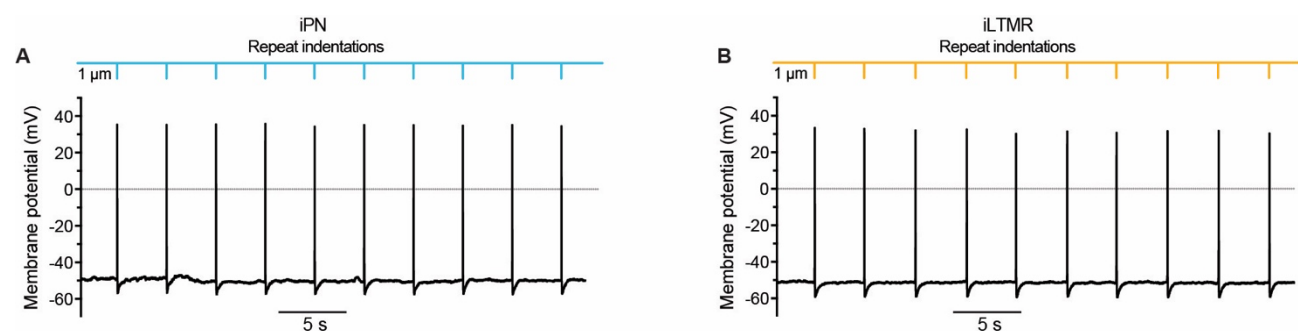 A
iPN
Repeat indentations
1 µm
Membrane potential (mV)
40
20
0
-20
-40
-60
5 s
B
iLTMR
Repeat indentations
1 µm
Membrane potential (mV)
40
20
0
-20
-40
-60
5 s